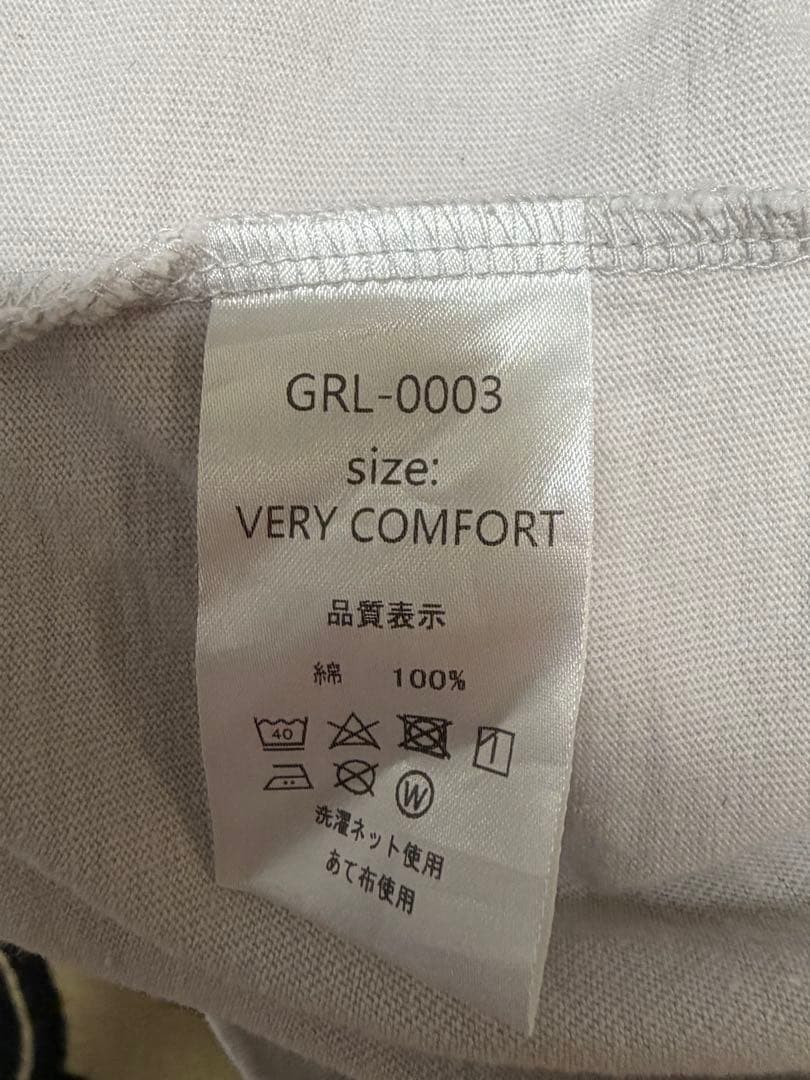 GRL-0003
size:
VERY COMFORT
品質表示
綿 100%
40
W
洗濯ネット使用
あて布使用